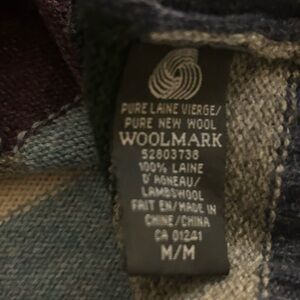 PURE LAINE VIERGE/
PURE NEW WOOL
WOOLMARK
52603738
100% LAINE
D'AGNEAU/
LAMBSWOOL
FAIT EN/MADE IN
CHINE/CHINA
CA 01241
M/M